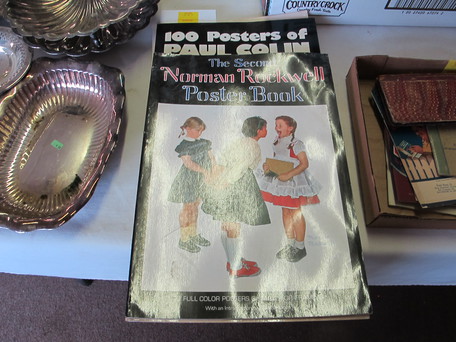 COUNTRY CROCK
100 Posters of
PAUL COLIN
The Second
Norman Rockwell
Poster Book
FULL COLOR POSTERS
With an